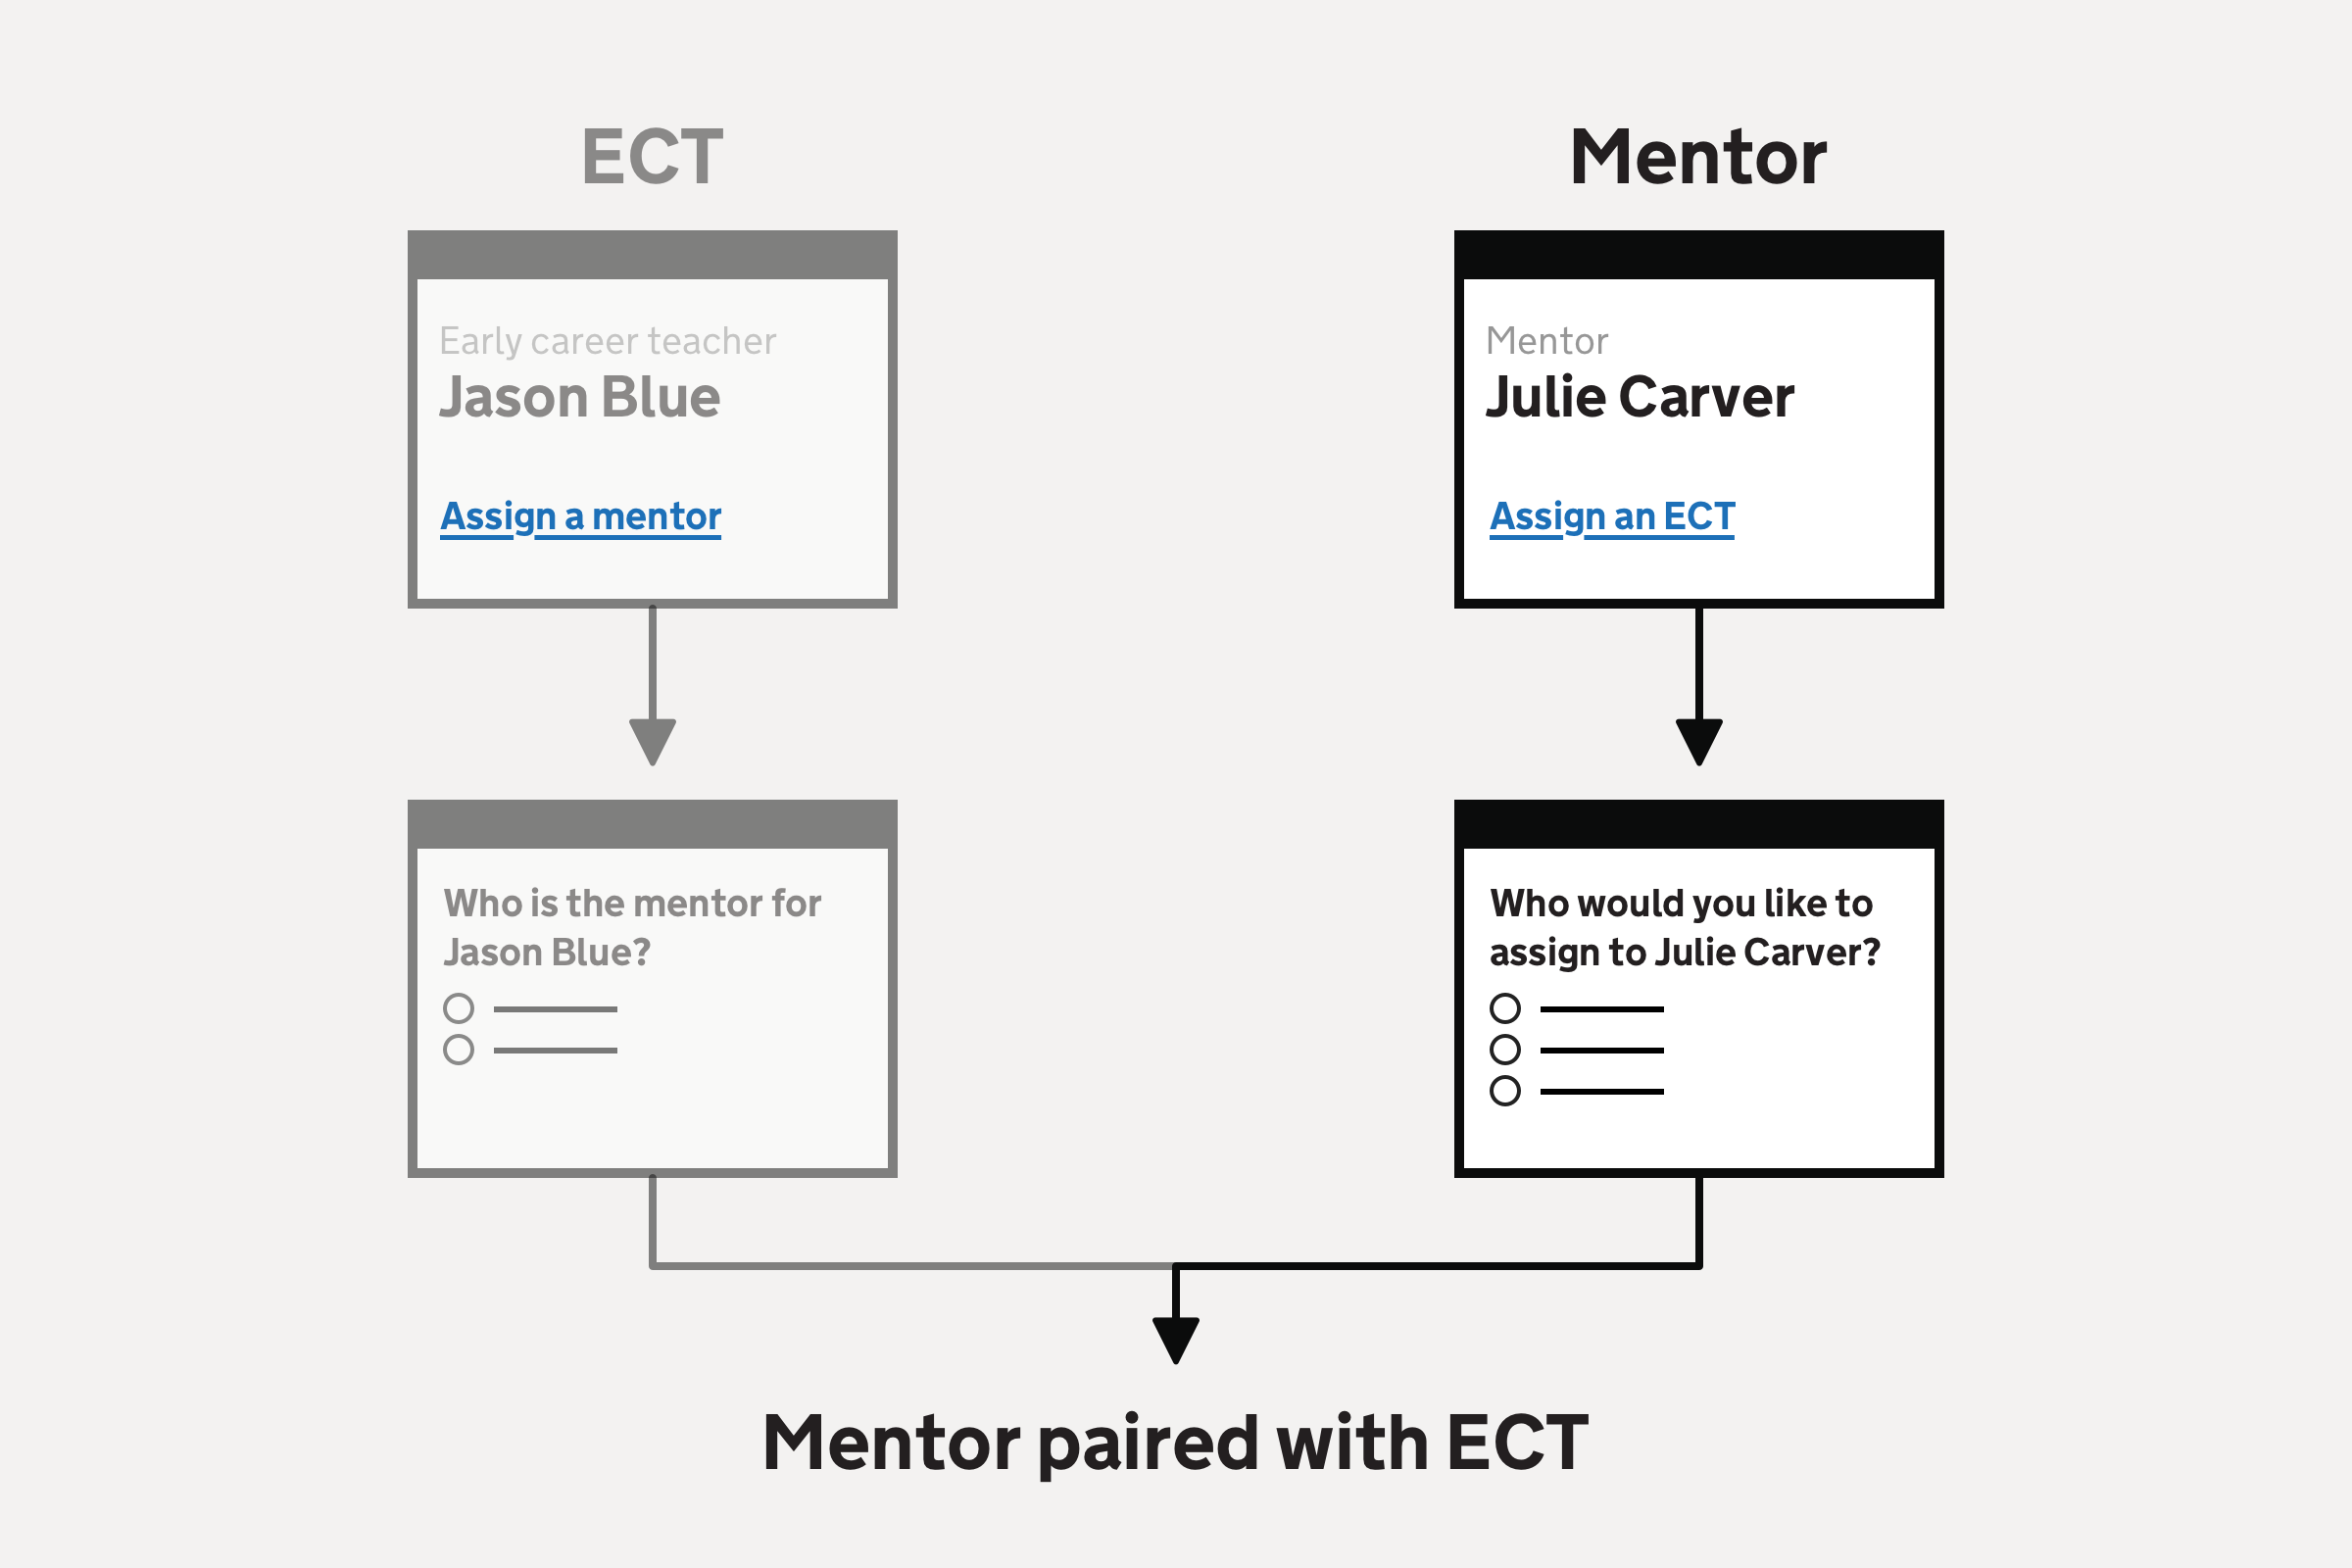 ECT
Early career teacher
Jason Blue
Assign a mentor
Who is the mentor for
Jason Blue?
Mentor
Mentor
Julie Carver
Assign an ECT
Who would you like to
assign to Julie Carver?
Mentor paired with ECT